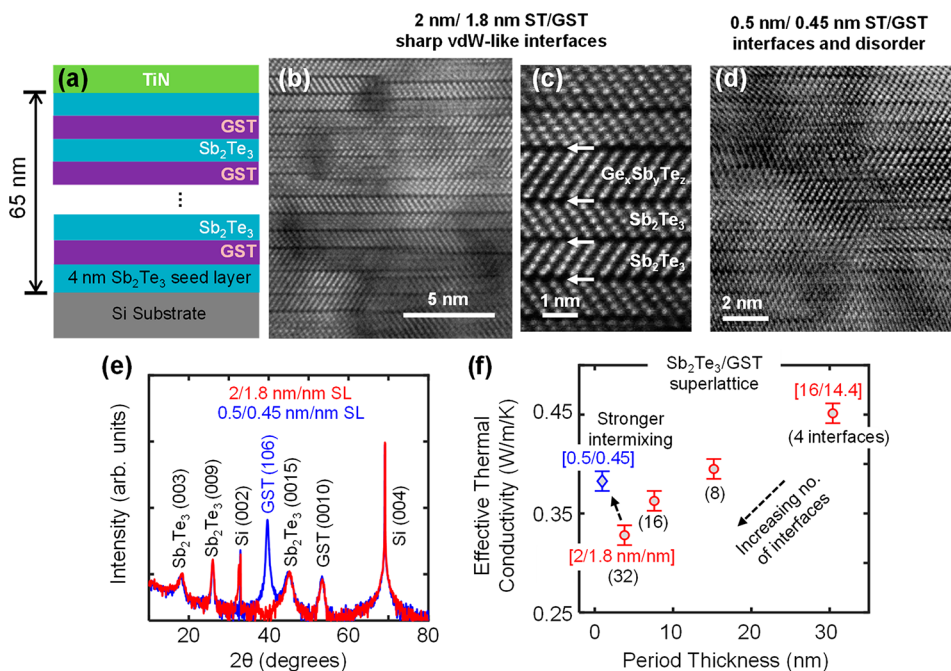 2 nm/ 1.8 nm ST/GST
sharp vdW-like interfaces
0.5 nm/ 0.45 nm ST/GST
interfaces and disorder
(a)
TiN
GST
Sb₂Te₃
GST
⋮
Sb₂Te₃
GST
4 nm Sb₂Te₃ seed layer
Si Substrate
65 nm
(b)
5 nm
(c)
GeₓSbᵧTe_z
Sb₂Te₃
Sb₂Te₃
1 nm
(d)
2 nm
(e)
2/1.8 nm/nm SL
0.5/0.45 nm/nm SL
Sb₂Te₃ (003)
Sb₂Te₃ (009)
Si (002)
GST (106)
Sb₂Te₃ (0015)
GST (0010)
Si (004)
Intensity (arb. units)
20 40 60 80
2θ (degrees)
(f)
Sb₂Te₃/GST
superlattice
[16/14.4]
(4 interfaces)
Stronger
intermixing
[0.5/0.45]
(8)
(16)
[2/1.8 nm/nm]
(32)
Increasing no.
of interfaces
Effective Thermal
Conductivity (W/m/K)
0.45
0.35
0.25
0 10 20 30
Period Thickness (nm)